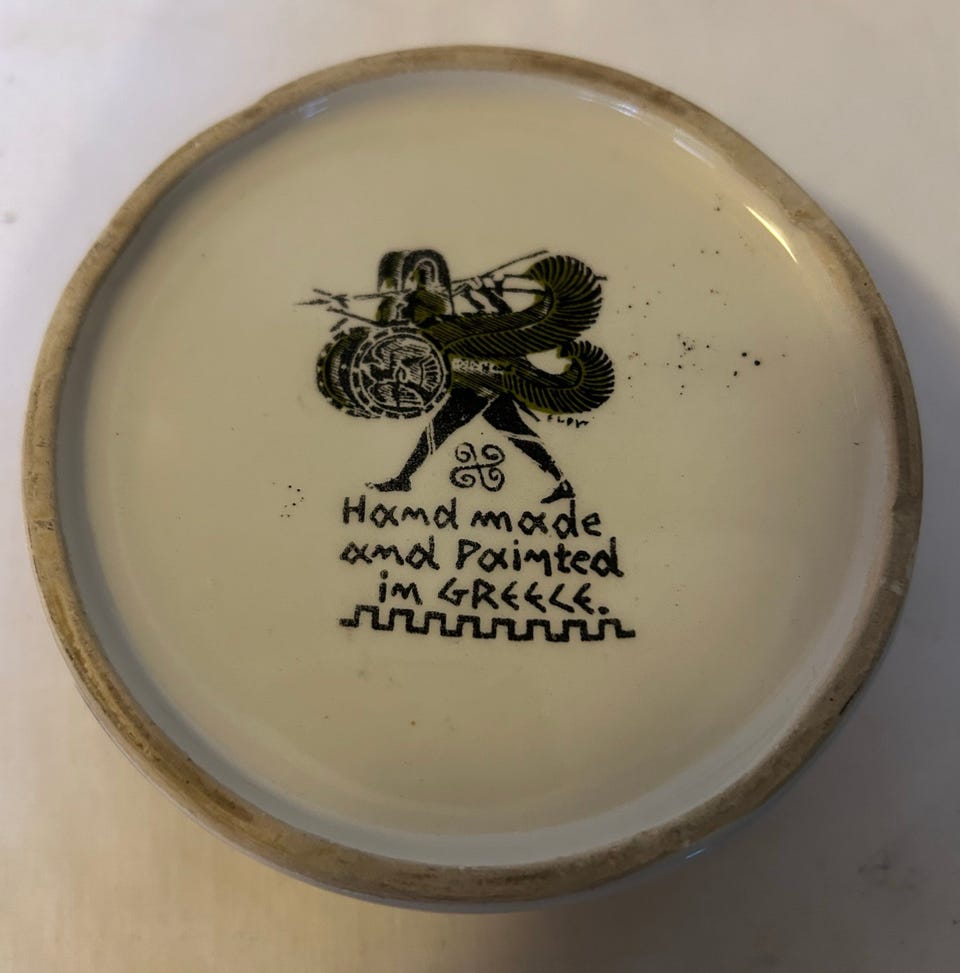 Hand made
and Painted
in GREECE.